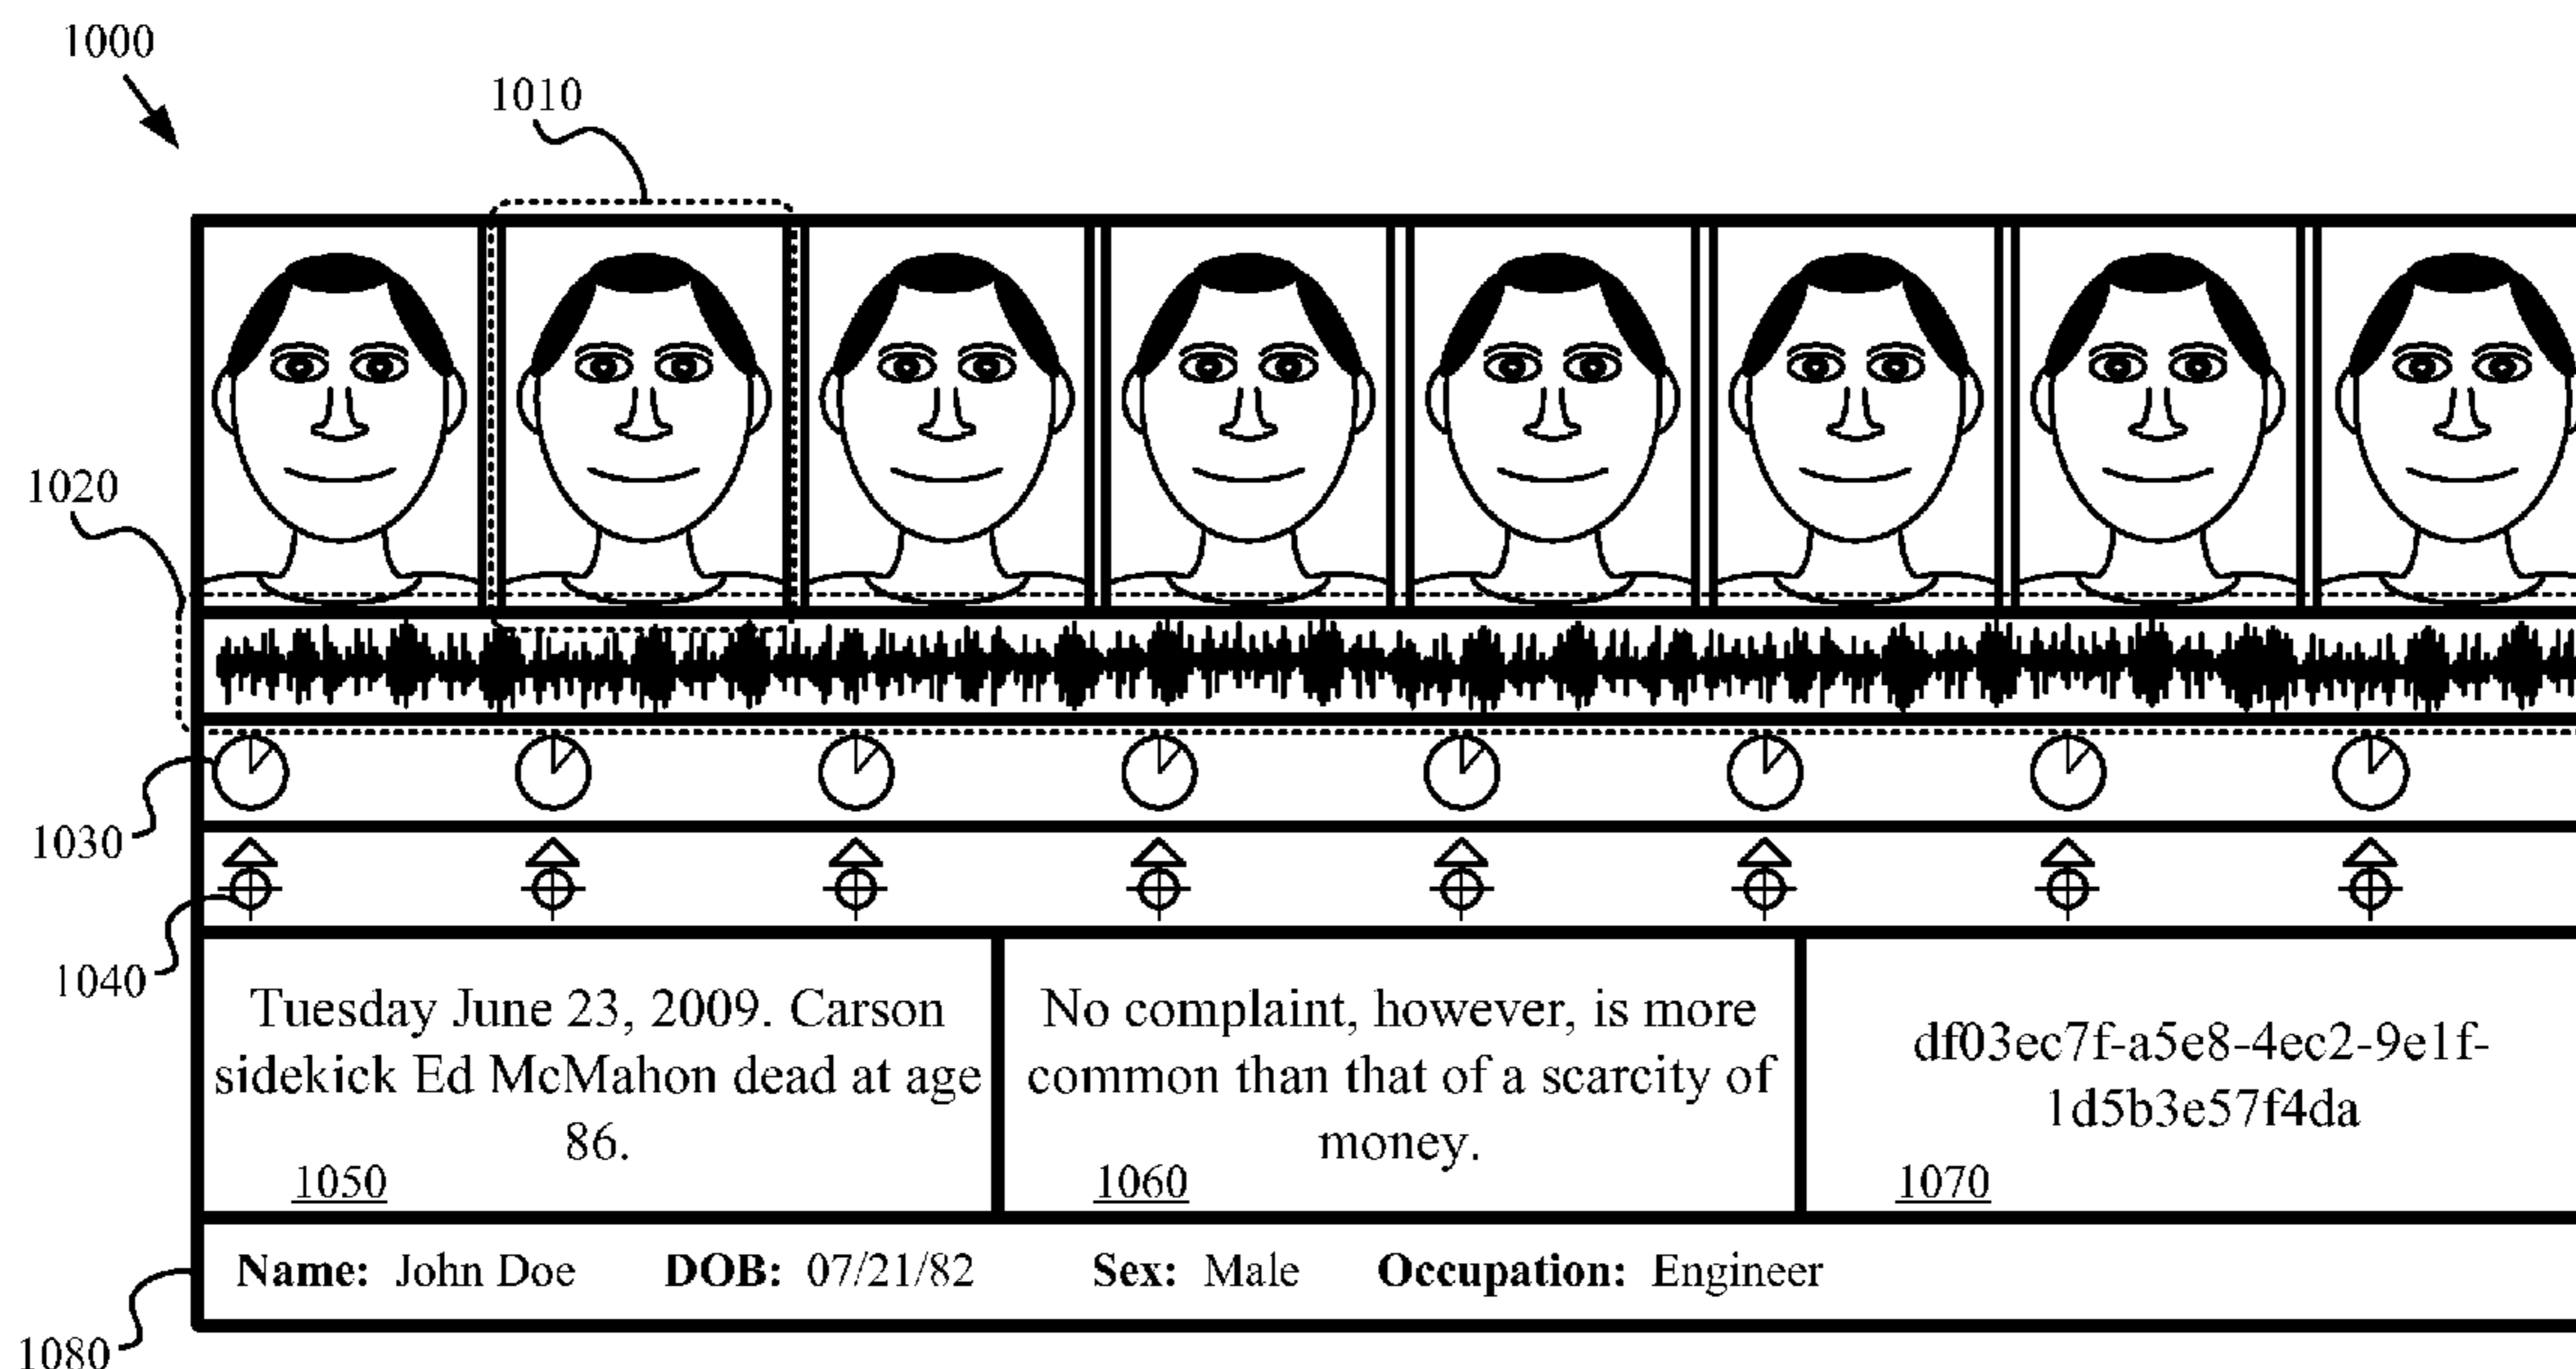 1000
1010
1020
1030
1040
Tuesday June 23, 2009. Carson
sidekick Ed McMahon dead at age
86.
1050
No complaint, however, is more
common than that of a scarcity of
money.
1060
df03ec7f-a5e8-4ec2-9e1f-
1d5b3e57f4da
1070
Name: John Doe DOB: 07/21/82 Sex: Male Occupation: Engineer
1080